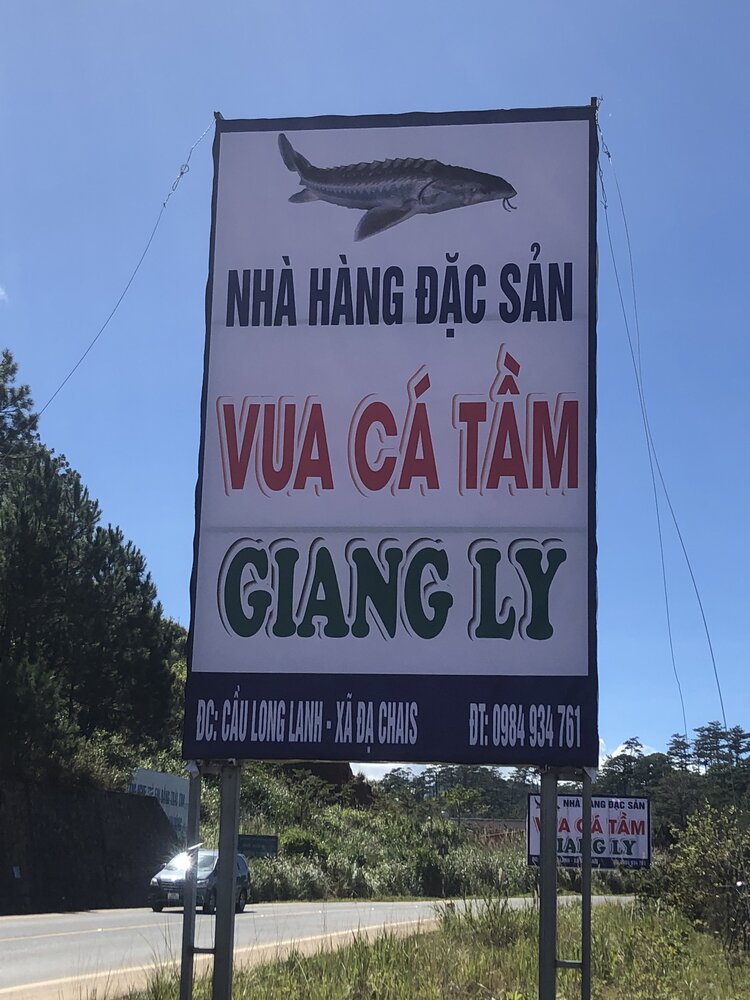 NHÀ HÀNG ĐẶC SẢN
VUA CÁ TẦM
GIANG LY
ĐC: CẦU LONG LANH - XÃ ĐẠ CHAIS ĐT: 0984 934 761
NHÀ HÀNG ĐẶC SẢN
VUA CÁ TẦM
GIANG LY